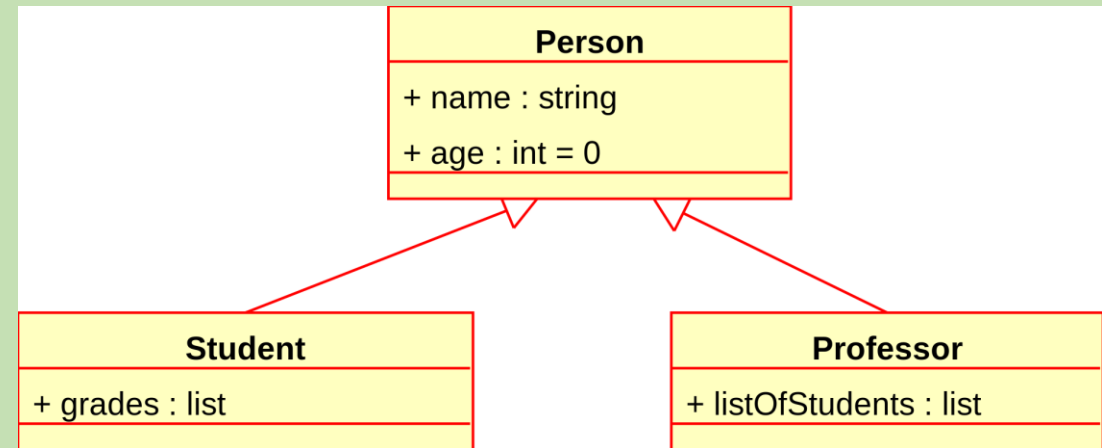 Person
+ name : string
+ age : int = 0
Student
+ grades : list
Professor
+ listOfStudents : list